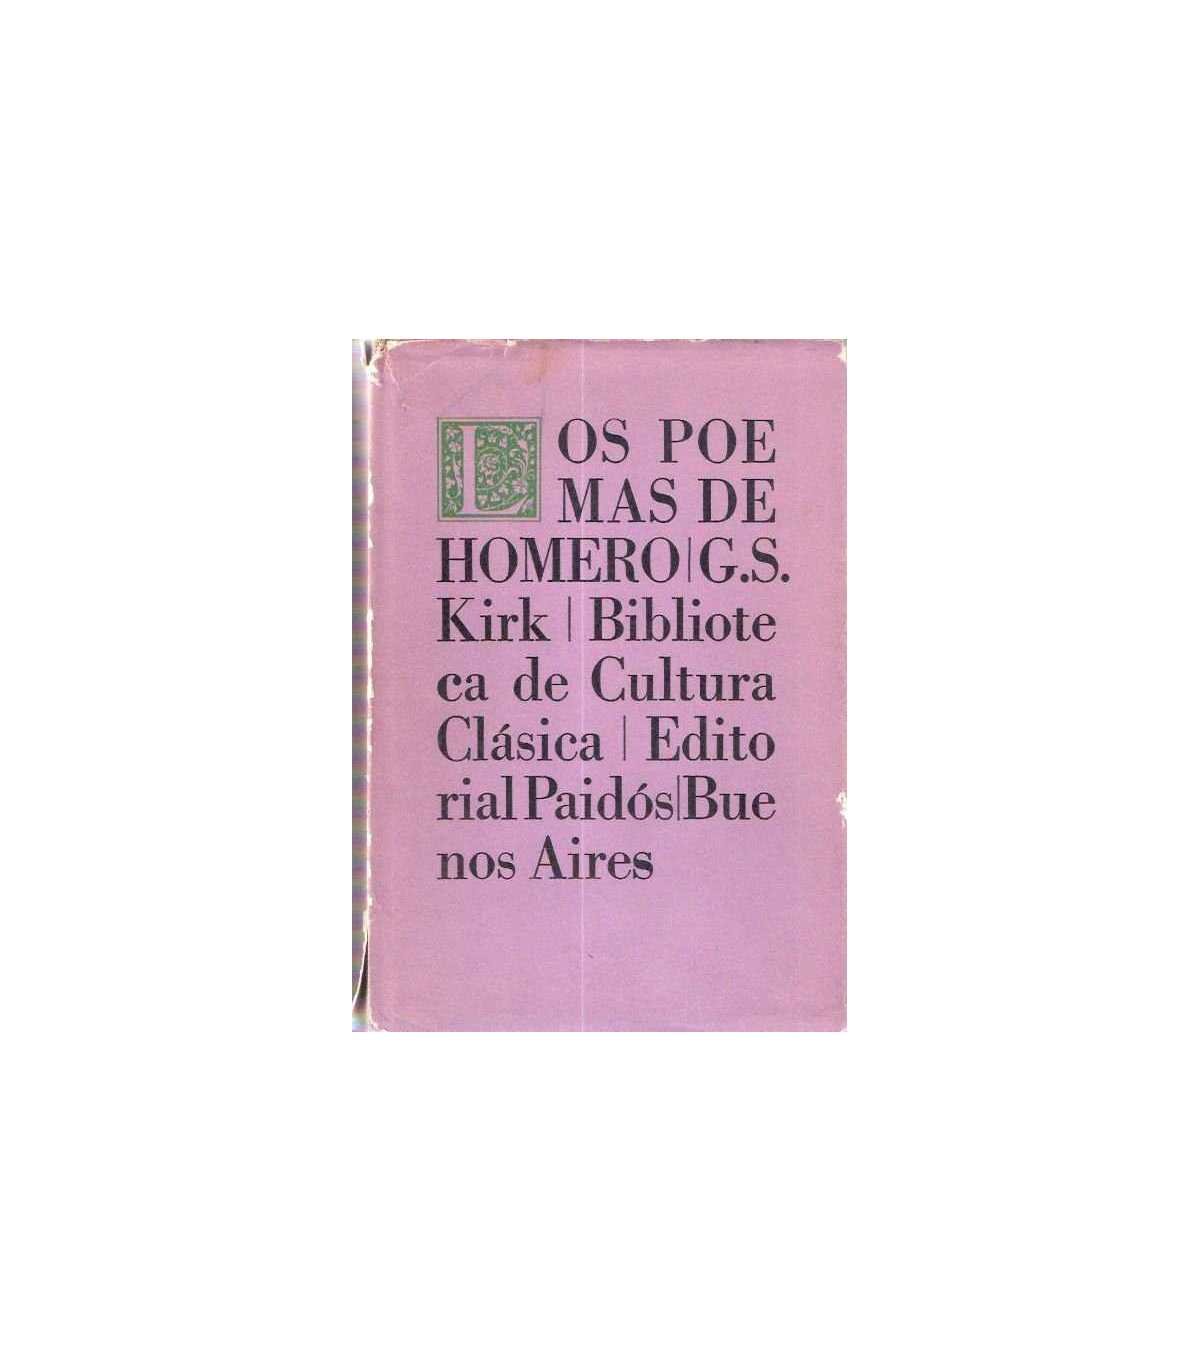 LOS POE
MAS DE
HOMERO|G.S.
Kirk | Bibliote
ca de Cultura
Clásica | Edito
rial Paidós|Bue
nos Aires